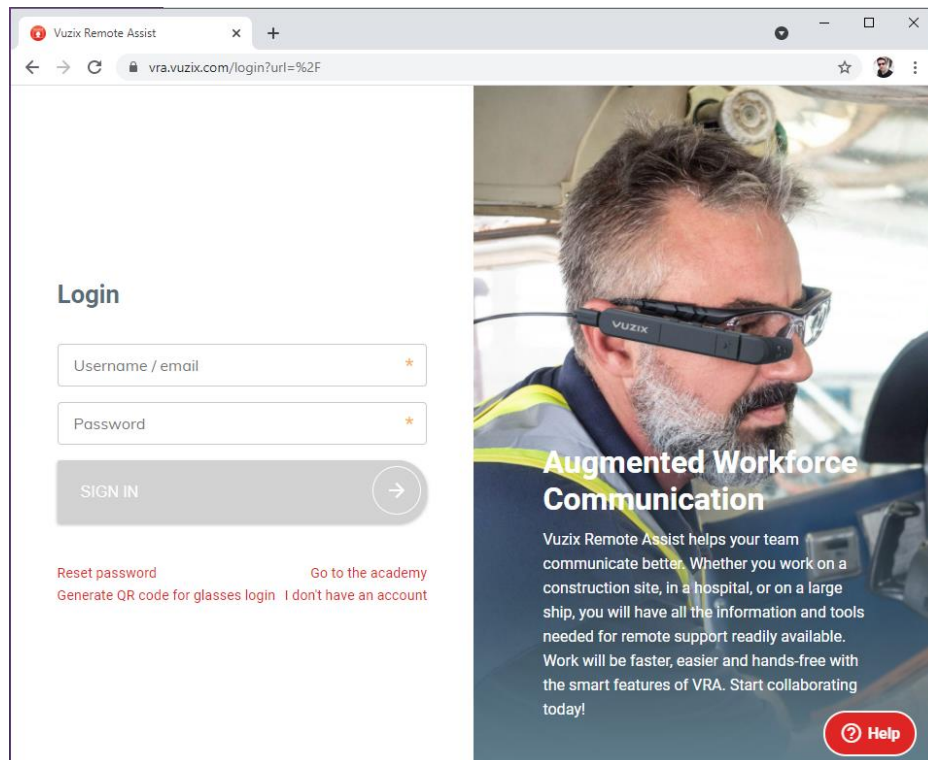 Vuzix Remote Assist
vra.vuzix.com/login?url=%2F
Login
Username / email *
Password *
SIGN IN
Reset password
Go to the academy
Generate QR code for glasses login
I don't have an account
VUZIX
Augmented Workforce
Communication
Vuzix Remote Assist helps your team
communicate better. Whether you work on a
construction site, in a hospital, or on a large
ship, you will have all the information and tools
needed for remote support readily available.
Work will be faster, easier and hands-free with
the smart features of VRA. Start collaborating
today!
Help